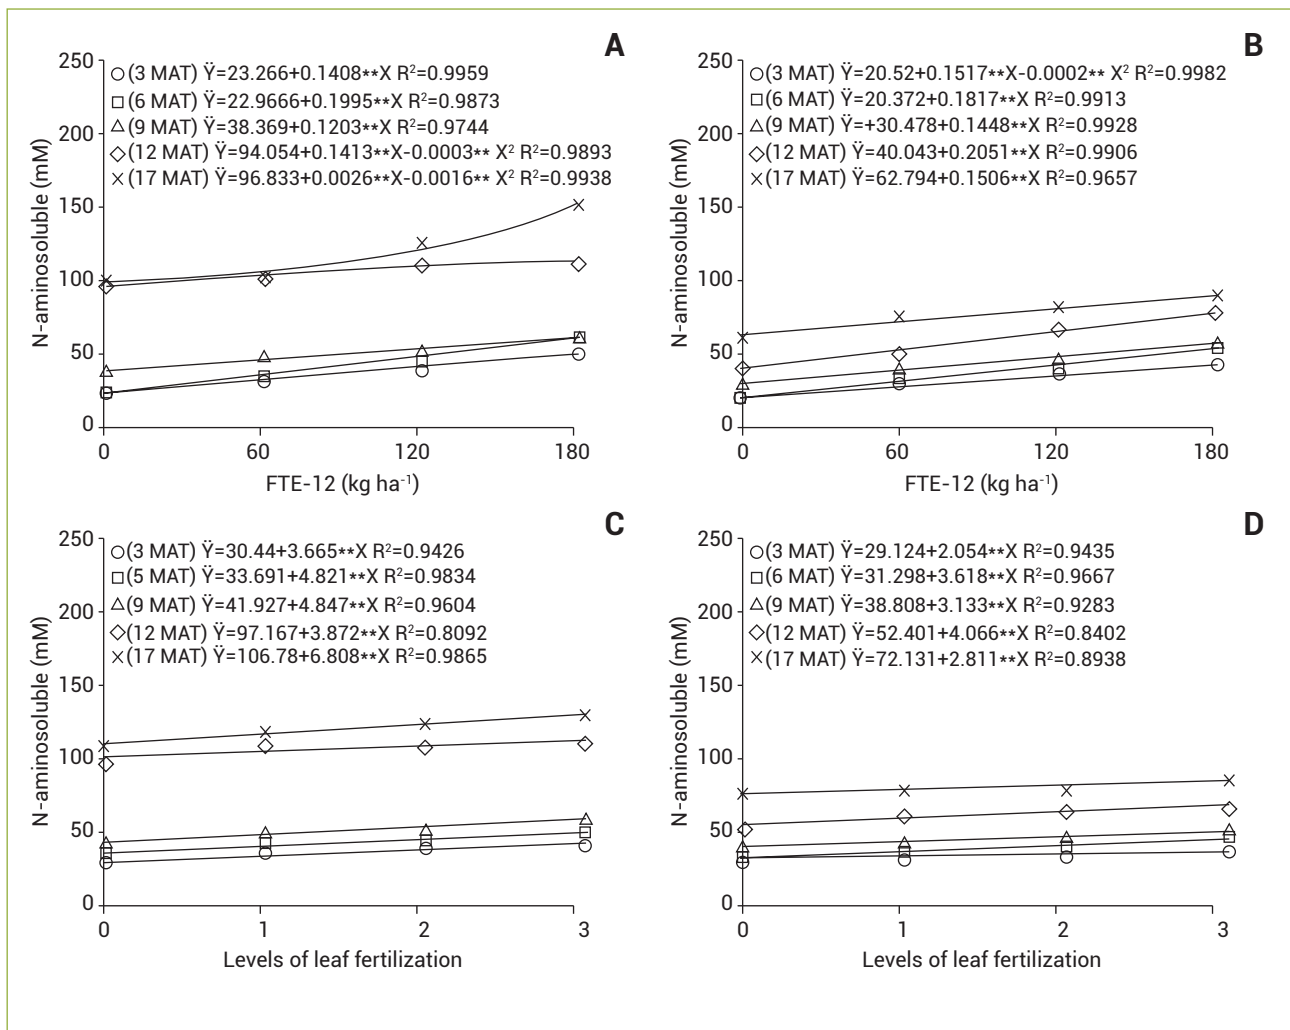 A
N-aminosoluble (mM)
250
200
150
100
50
0
(3 MAT) Ÿ=23.266+0.1408**X R²=0.9959
(6 MAT) Ÿ=22.9666+0.1995**X R²=0.9873
(9 MAT) Ÿ=38.369+0.1203**X R²=0.9744
(12 MAT) Ÿ=94.054+0.1413**X-0.0003** X² R²=0.9893
(17 MAT) Ÿ=96.833+0.0026**X-0.0016** X² R²=0.9938
0 60 120 180
FTE-12 (kg ha⁻¹)
B
N-aminosoluble (mM)
250
200
150
100
50
0
(3 MAT) Ÿ=20.52+0.1517**X-0.0002** X² R²=0.9982
(6 MAT) Ÿ=20.372+0.1817**X R²=0.9913
(9 MAT) Ÿ=+30.478+0.1448**X R²=0.9928
(12 MAT) Ÿ=40.043+0.2051**X R²=0.9906
(17 MAT) Ÿ=62.794+0.1506**X R²=0.9657
0 60 120 180
FTE-12 (kg ha⁻¹)
C
N-aminosoluble (mM)
250
200
150
100
50
0
(3 MAT) Ÿ=30.44+3.665**X R²=0.9426
(5 MAT) Ÿ=33.691+4.821**X R²=0.9834
(9 MAT) Ÿ=41.927+4.847**X R²=0.9604
(12 MAT) Ÿ=97.167+3.872**X R²=0.8092
(17 MAT) Ÿ=106.78+6.808**X R²=0.9865
0 1 2 3
Levels of leaf fertilization
D
N-aminosoluble (mM)
250
200
150
100
50
0
(3 MAT) Ÿ=29.124+2.054**X R²=0.9435
(6 MAT) Ÿ=31.298+3.618**X R²=0.9667
(9 MAT) Ÿ=38.808+3.133**X R²=0.9283
(12 MAT) Ÿ=52.401+4.066**X R²=0.8402
(17 MAT) Ÿ=72.131+2.811**X R²=0.8938
0 1 2 3
Levels of leaf fertilization